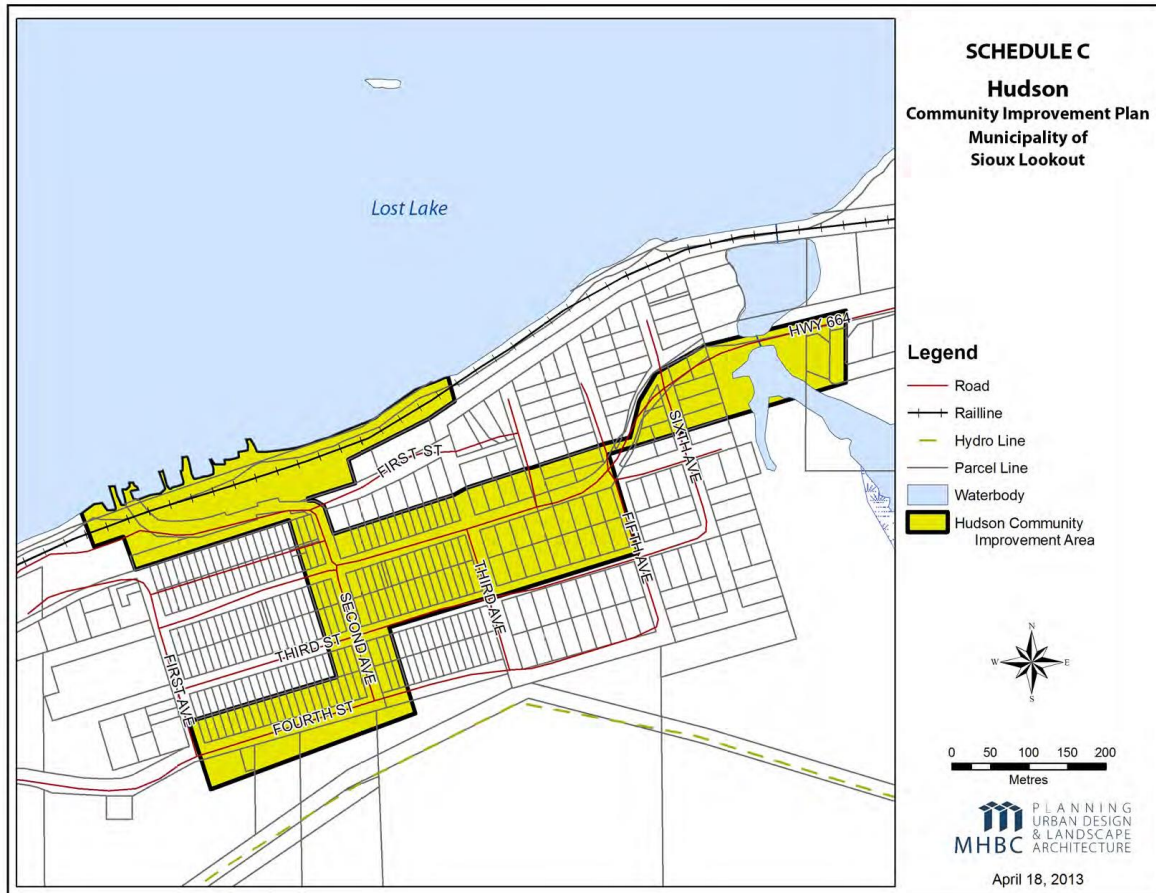 SCHEDULE C
Hudson
Community Improvement Plan
Municipality of
Sioux Lookout
Lost Lake
HWY 664
FIRST ST
SIXTH AVE
FIFTH AVE
THIRD AVE
SECOND AVE
THIRD ST
FIRST AVE
FOURTH ST
Legend
Road
Railline
Hydro Line
Parcel Line
Waterbody
Hudson Community
Improvement Area
N
W E
S
0 50 100 150 200
Metres
MHBC
PLANNING
URBAN DESIGN
& LANDSCAPE
ARCHITECTURE
April 18, 2013